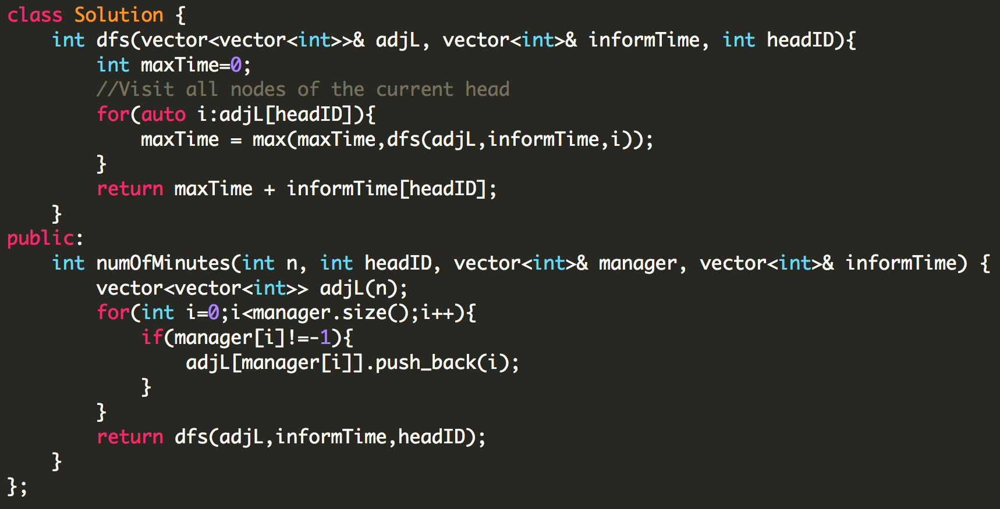 class Solution {
    int dfs(vector<vector<int>>& adjL, vector<int>& informTime, int headID){
        int maxTime=0;
        //Visit all nodes of the current head
        for(auto i:adjL[headID]){
            maxTime = max(maxTime,dfs(adjL,informTime,i));
        }
        return maxTime + informTime[headID];
    }
public:
    int numOfMinutes(int n, int headID, vector<int>& manager, vector<int>& informTime) {
        vector<vector<int>> adjL(n);
        for(int i=0;i<manager.size();i++){
            if(manager[i]!=-1){
                adjL[manager[i]].push_back(i);
            }
        }
        return dfs(adjL,informTime,headID);
    }
};